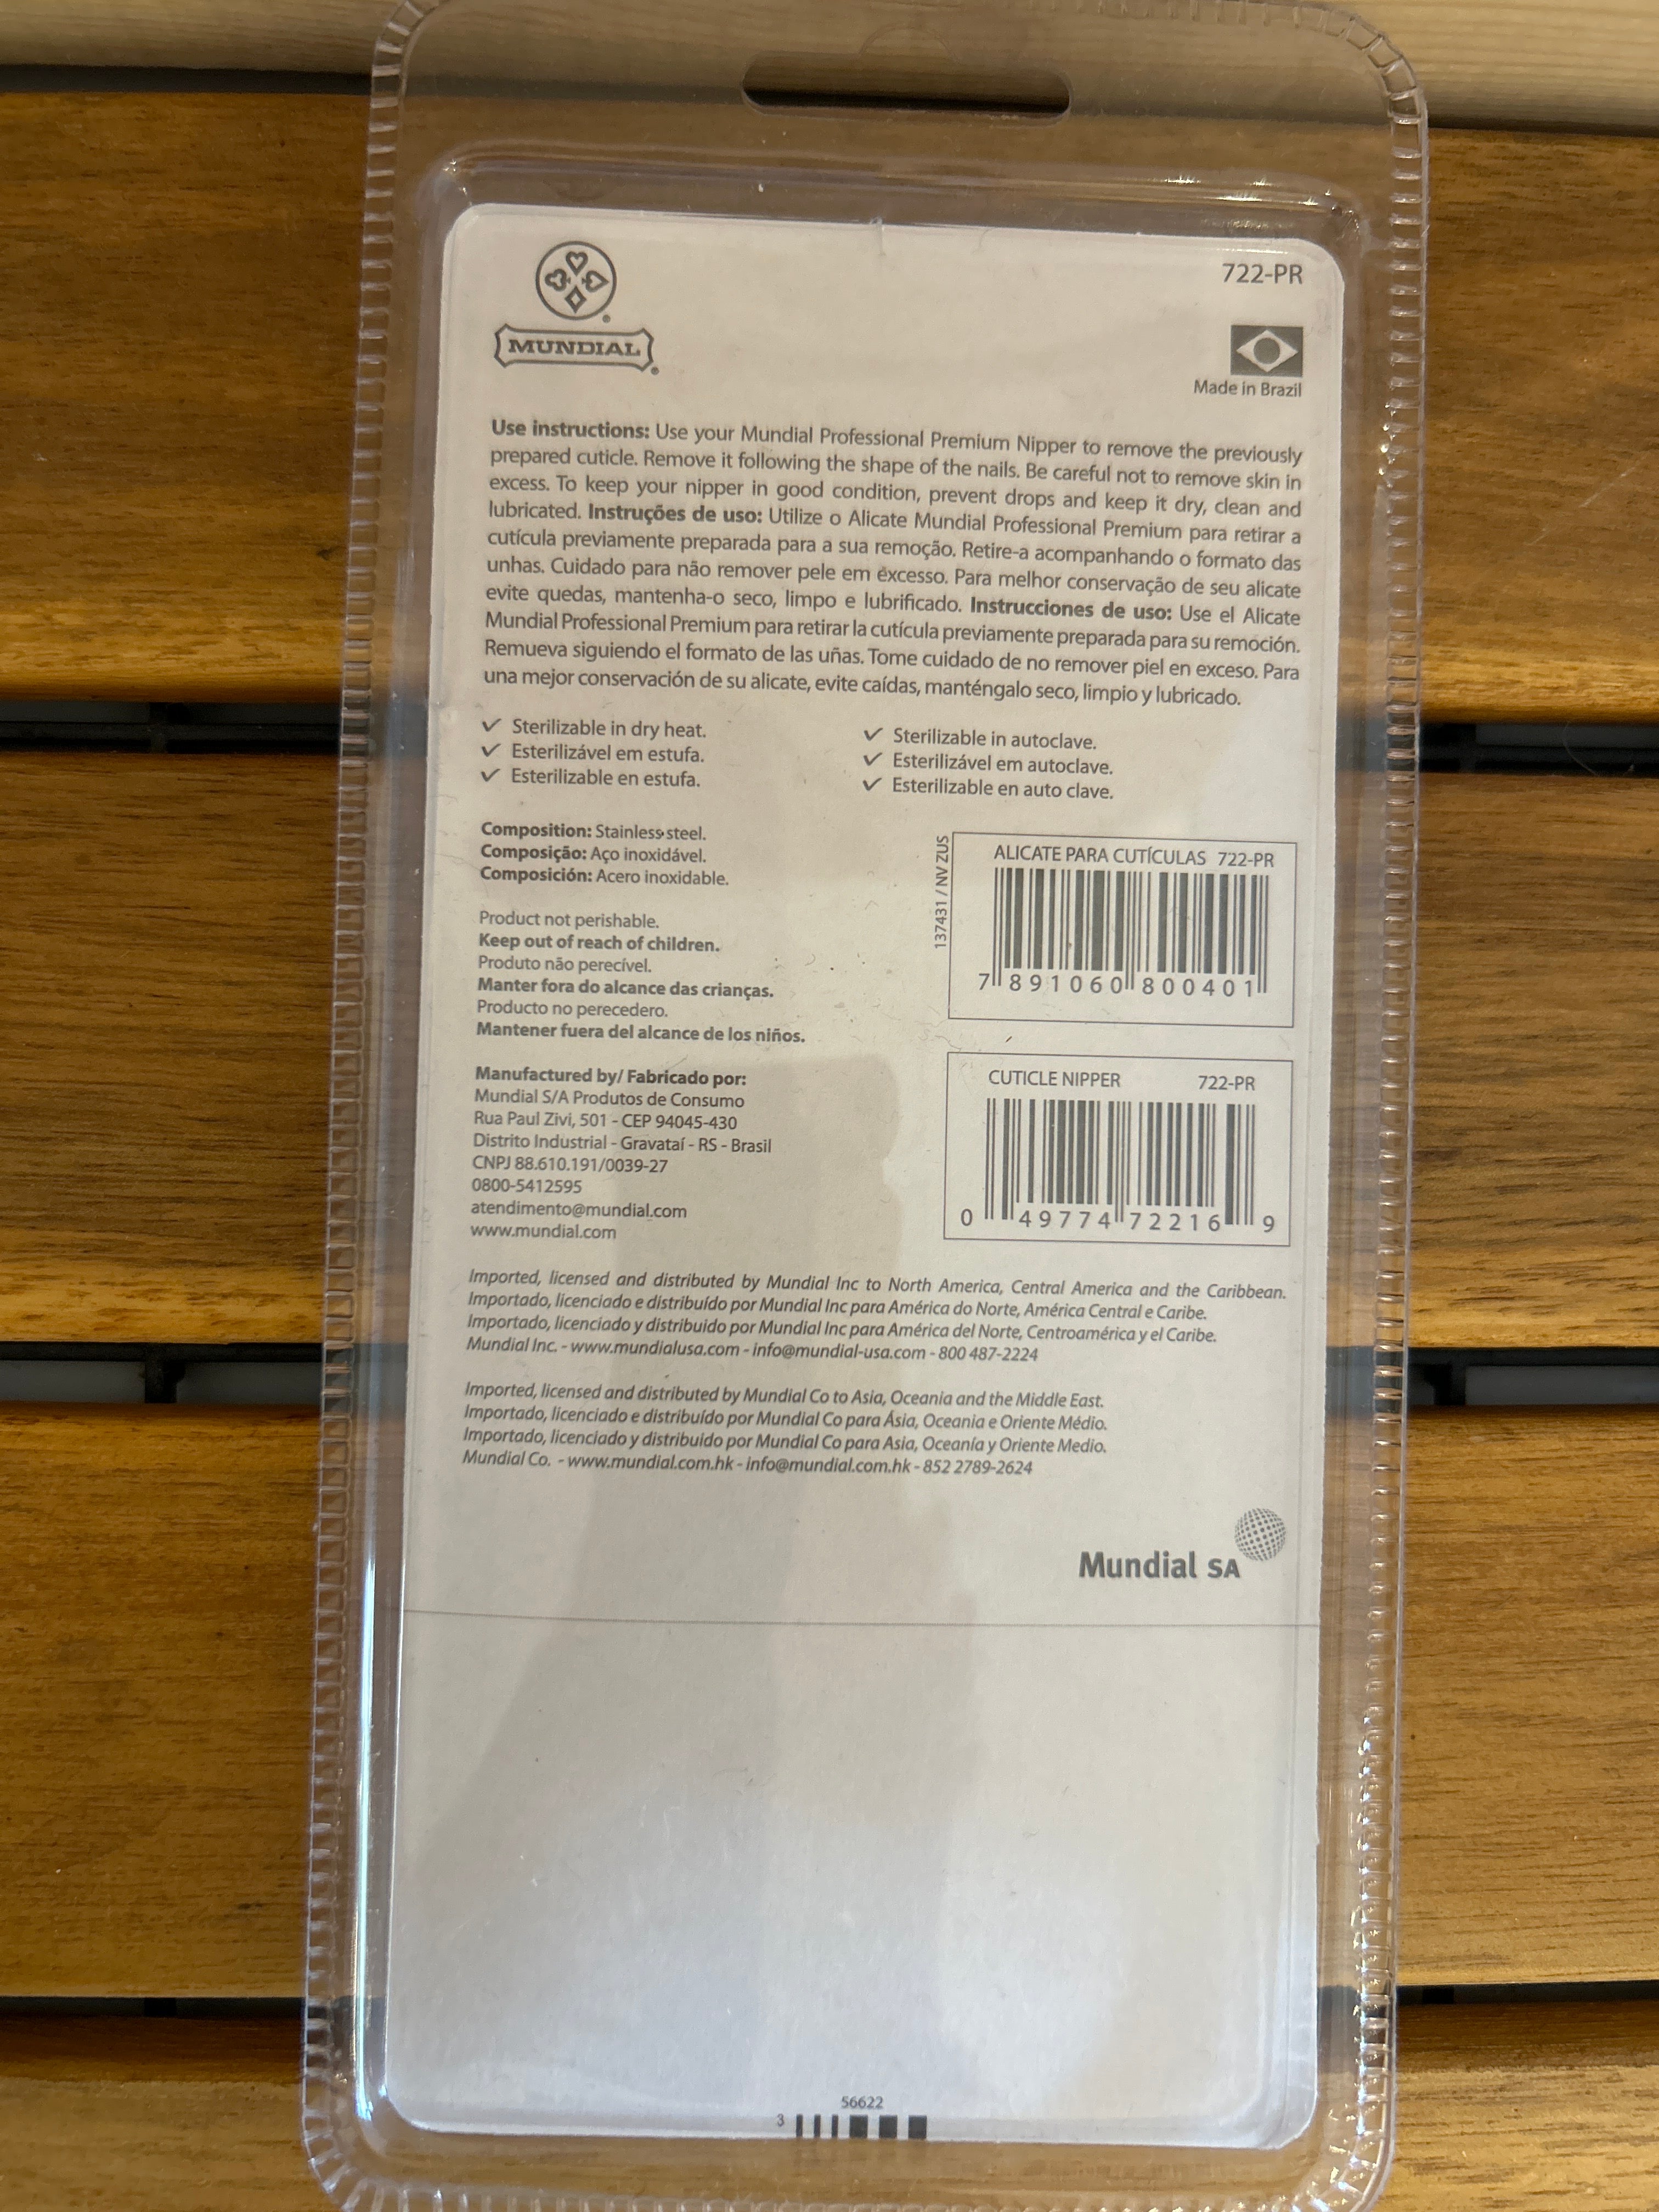 722-PR
MUNDIAL
Made in Brazil
Use instructions: Use your Mundial Professional Premium Nipper to remove the previously
prepared cuticle. Remove it following the shape of the nails. Be careful not to remove skin in
excess. To keep your nipper in good condition, prevent drops and keep it dry, clean and
lubricated. Instruções de uso: Utilize o Alicate Mundial Professional Premium para retirar a
cutícula previamente preparada para a sua remoção. Retire-a acompanhando o formato das
unhas. Cuidado para não remover pele em excesso. Para melhor conservação de seu alicate
evite quedas, mantenha-o seco, limpo e lubrificado. Instrucciones de uso: Use el Alicate
Mundial Professional Premium para retirar la cutícula previamente preparada para su remoción.
Remueva siguiendo el formato de las uñas. Tome cuidado de no remover piel en exceso. Para
una mejor conservación de su alicate, evite caídas, manténgalo seco, limpio y lubricado.
✓ Sterilizable in dry heat.
✓ Esterilizável em estufa.
✓ Esterilizable en estufa.
✓ Sterilizable in autoclave.
✓ Esterilizável em autoclave.
✓ Esterilizable en auto clave.
Composition: Stainless steel.
Composição: Aço inoxidável.
Composición: Acero inoxidable.
Product not perishable.
Keep out of reach of children.
Produto não perecível.
Manter fora do alcance das crianças.
Producto no perecedero.
Mantener fuera del alcance de los niños.
137431 / NV ZUS
ALICATE PARA CUTÍCULAS 722-PR
7 891060 800401
CUTICLE NIPPER 722-PR
0 49774 72216 9
Manufactured by/ Fabricado por:
Mundial S/A Produtos de Consumo
Rua Paul Zivi, 501 - CEP 94045-430
Distrito Industrial - Gravataí - RS - Brasil
CNPJ 88.610.191/0039-27
0800-5412595
atendimento@mundial.com
www.mundial.com
Imported, licensed and distributed by Mundial Inc to North America, Central America and the Caribbean.
Importado, licenciado e distribuído por Mundial Inc para América do Norte, América Central e Caribe.
Importado, licenciado y distribuido por Mundial Inc para América del Norte, Centroamérica y el Caribe.
Mundial Inc. - www.mundialusa.com - info@mundial-usa.com - 800 487-2224
Imported, licensed and distributed by Mundial Co to Asia, Oceania and the Middle East.
Importado, licenciado e distribuído por Mundial Co para Ásia, Oceania e Oriente Médio.
Importado, licenciado y distribuido por Mundial Co para Asia, Oceanía y Oriente Medio.
Mundial Co. - www.mundial.com.hk - info@mundial.com.hk - 852 2789-2624
Mundial SA
56622
3